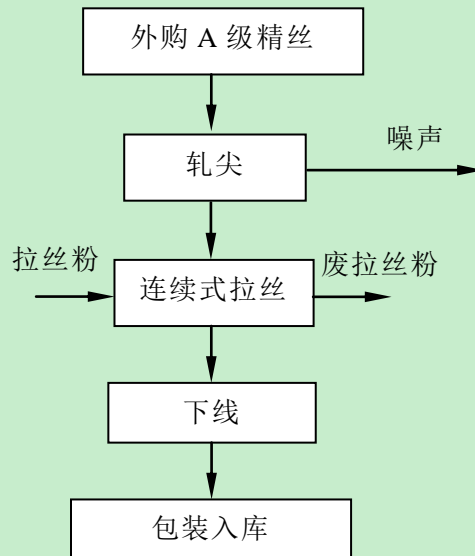 外购 A 级精丝
噪声
轧尖
拉丝粉
废拉丝粉
连续式拉丝
下线
包装入库